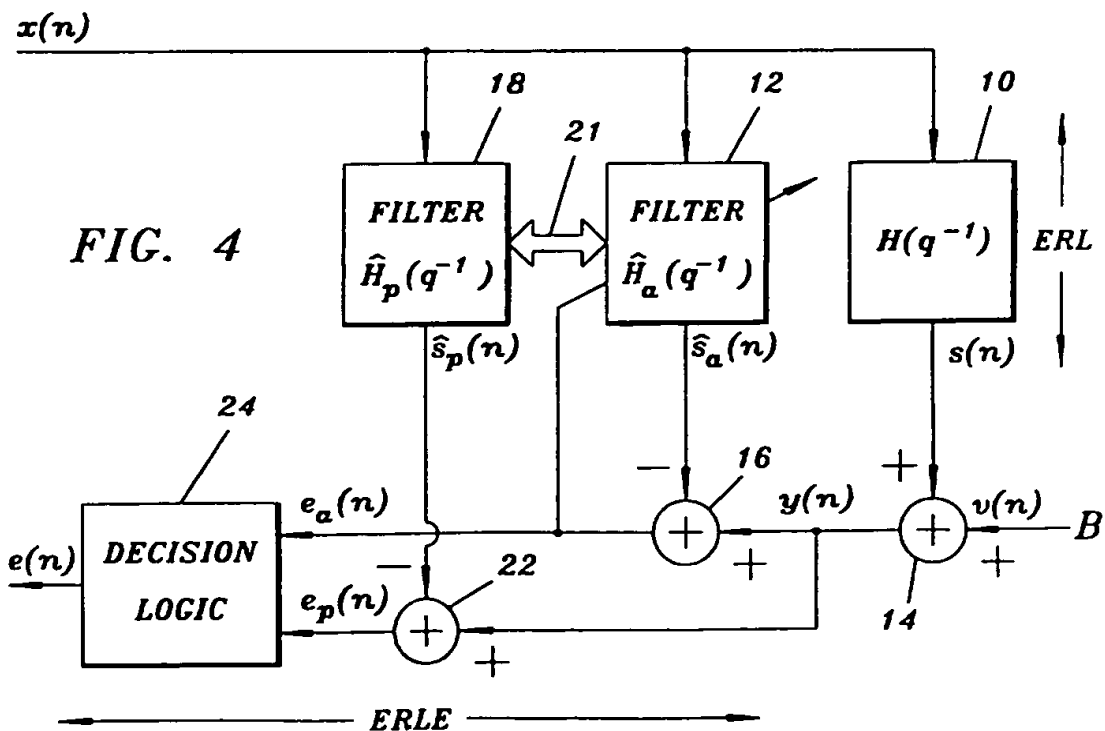 x(n)
18
12
10
21
FILTER
Ĥp(q⁻¹)
FILTER
Ĥa(q⁻¹)
H(q⁻¹)
ERL
FIG. 4
ŝp(n)
ŝa(n)
s(n)
24
−
16
+
ea(n)
y(n)
+
+
v(n)
B
DECISION
LOGIC
e(n)
−
22
+
+
14
ep(n)
+
+
ERLE